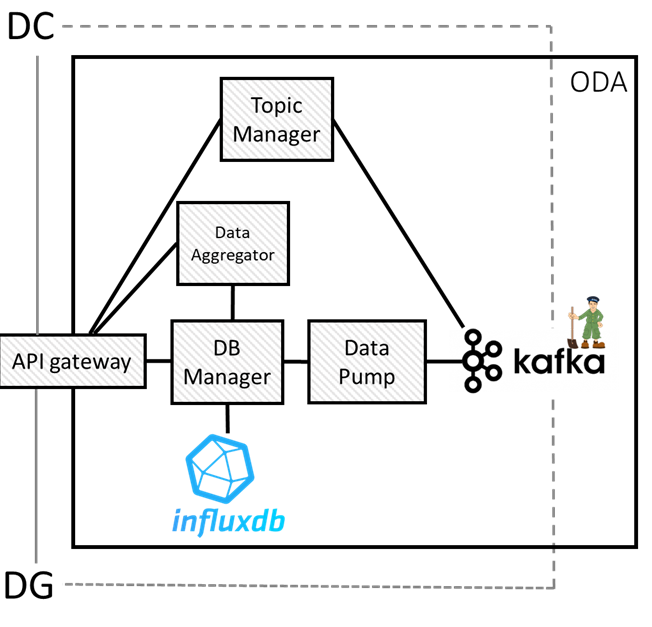 DC
ODA
Topic
Manager
Data
Aggregator
API gateway
DB
Manager
Data
Pump
kafka
influxdb
DG